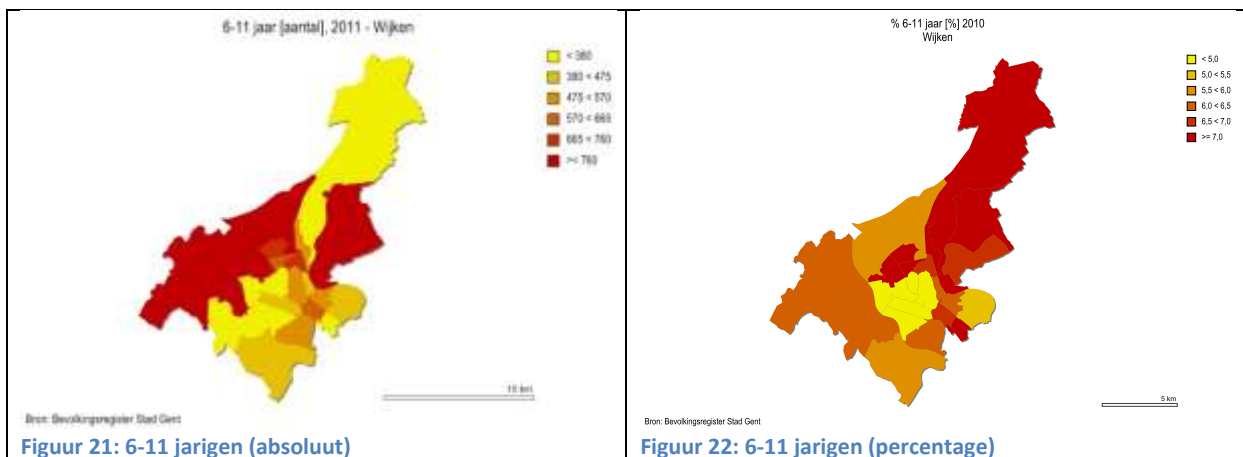 6-11 jaar [aantal], 2011 - Wijken
< 380
380 < 475
475 < 570
570 < 665
665 < 760
>= 760
10 km
Bron: Bevolkingsregister Stad Gent
Figuur 21: 6-11 jarigen (absoluut)
% 6-11 jaar [%] 2010
Wijken
< 5,0
5,0 < 5,5
5,5 < 6,0
6,0 < 6,5
6,5 < 7,0
>= 7,0
5 km
Bron: Bevolkingsregister Stad Gent
Figuur 22: 6-11 jarigen (percentage)